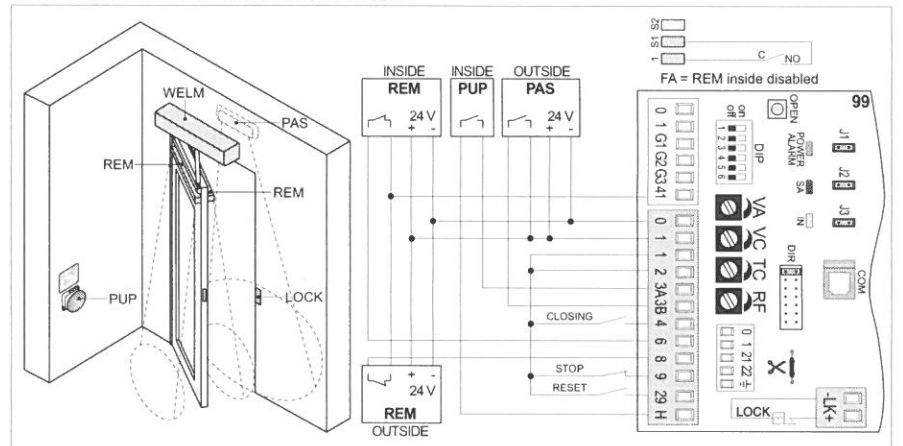 WELM
PAS
REM
REM
PUP
LOCK
INSIDE
REM
24 V
+ -
INSIDE
PUP
OUTSIDE
PAS
24 V
+ -
S2
S1
1
C NO
FA = REM inside disabled
0
1
G1
G2
G3
41
0
1
1
2
3A
3B
4
6
8
9
29
H
CLOSING
STOP
RESET
+ -
24 V
REM
OUTSIDE
on
off
1 2 3 4 5 6
DIP
OPEN
POWER
ALARM
SA
IN
99
J1
J2
J3
VA
VC
TC
RF
DIR
COM
0 1 21 22
LOCK
-LK+